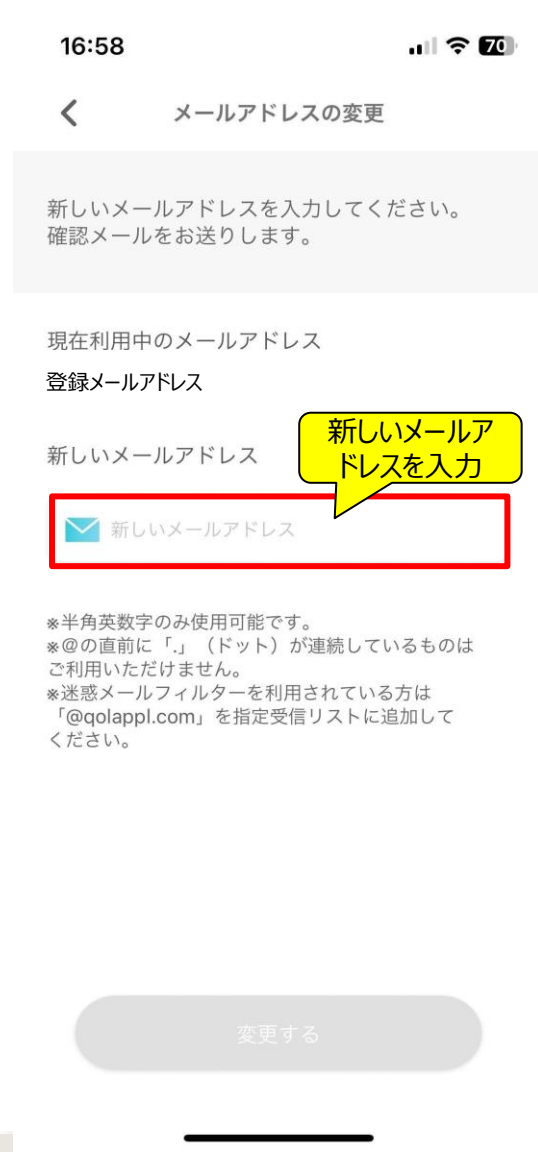 16:58
70
メールアドレスの変更
新しいメールアドレスを入力してください。
確認メールをお送りします。
現在利用中のメールアドレス
登録メールアドレス
新しいメールアドレス
新しいメールア
ドレスを入力
新しいメールアドレス
※半角英数字のみ使用可能です。
※@の直前に「.」（ドット）が連続しているものは
ご利用いただけません。
※迷惑メールフィルターを利用されている方は
「@qolappl.com」を指定受信リストに追加して
ください。
変更する